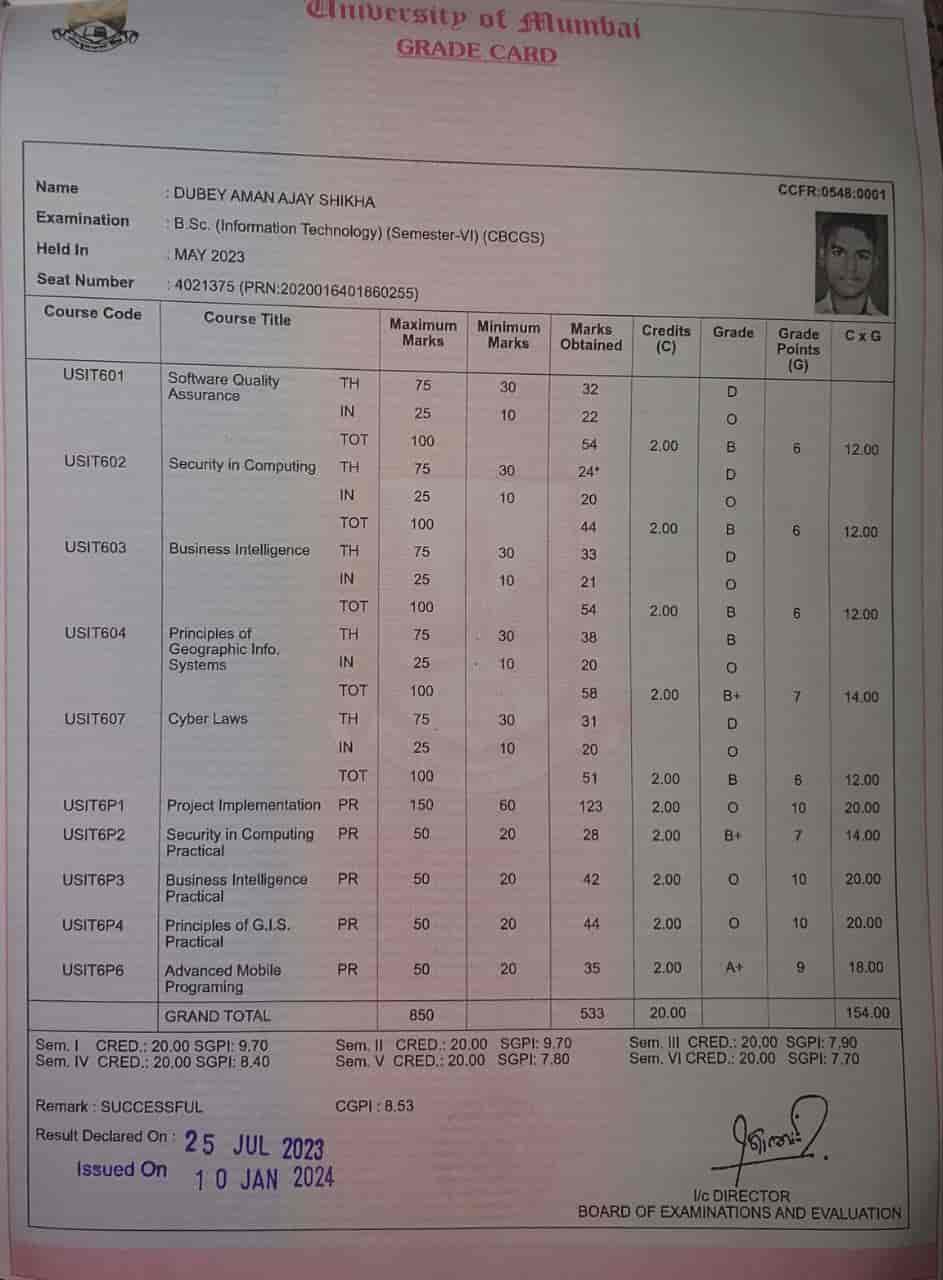 University of Mumbai
GRADE CARD
CCFR:0548:0001
Name : DUBEY AMAN AJAY SHIKHA
Examination : B.Sc. (Information Technology) (Semester-VI) (CBCGS)
Held In : MAY 2023
Seat Number : 4021375 (PRN:2020016401860255)
Course Code Course Title Maximum Marks Minimum Marks Marks Obtained Credits (C) Grade Grade Points (G) C x G
USIT601 Software Quality Assurance TH 75 30 32 D
IN 25 10 22 O
TOT 100 54 2.00 B 6 12.00
USIT602 Security in Computing TH 75 30 24* D
IN 25 10 20 O
TOT 100 44 2.00 B 6 12.00
USIT603 Business Intelligence TH 75 30 33 D
IN 25 10 21 O
TOT 100 54 2.00 B 6 12.00
USIT604 Principles of Geographic Info. Systems TH 75 30 38 B
IN 25 10 20 O
TOT 100 58 2.00 B+ 7 14.00
USIT607 Cyber Laws TH 75 30 31 D
IN 25 10 20 O
TOT 100 51 2.00 B 6 12.00
USIT6P1 Project Implementation PR 150 60 123 2.00 O 10 20.00
USIT6P2 Security in Computing Practical PR 50 20 28 2.00 B+ 7 14.00
USIT6P3 Business Intelligence Practical PR 50 20 42 2.00 O 10 20.00
USIT6P4 Principles of G.I.S. Practical PR 50 20 44 2.00 O 10 20.00
USIT6P6 Advanced Mobile Programing PR 50 20 35 2.00 A+ 9 18.00
GRAND TOTAL 850 533 20.00 154.00
Sem. I CRED.: 20.00 SGPI: 9.70 Sem. II CRED.: 20.00 SGPI: 9.70 Sem. III CRED.: 20.00 SGPI: 7.90
Sem. IV CRED.: 20.00 SGPI: 8.40 Sem. V CRED.: 20.00 SGPI: 7.80 Sem. VI CRED.: 20.00 SGPI: 7.70
Remark : SUCCESSFUL CGPI : 8.53
Result Declared On : 25 JUL 2023
Issued On 10 JAN 2024
I/c DIRECTOR
BOARD OF EXAMINATIONS AND EVALUATION